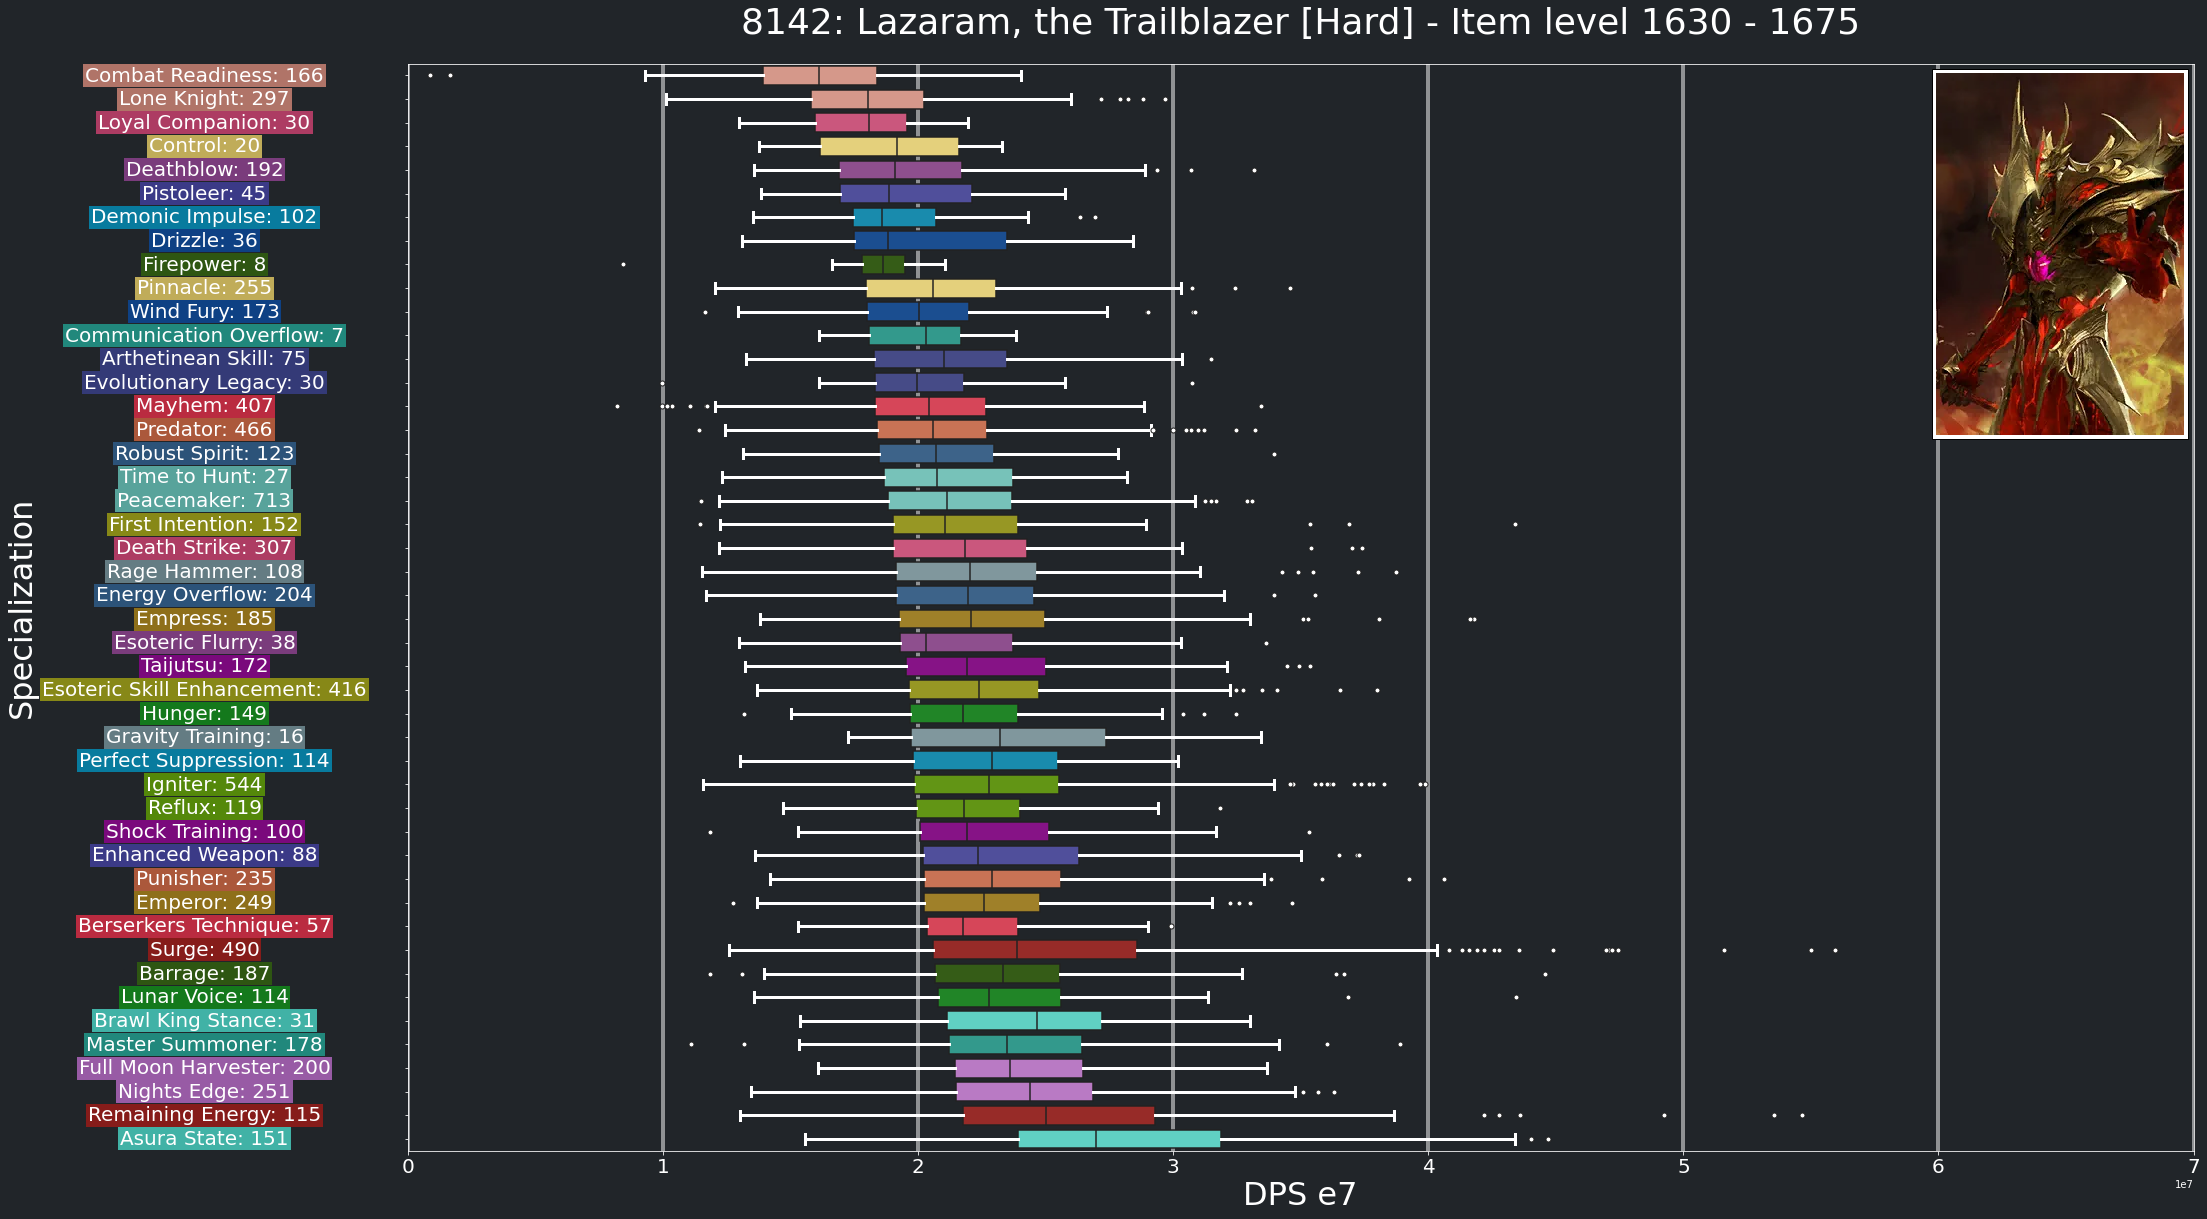 8142: Lazaram, the Trailblazer [Hard] - Item level 1630 - 1675
Specialization
Combat Readiness: 166
Lone Knight: 297
Loyal Companion: 30
Control: 20
Deathblow: 192
Pistoleer: 45
Demonic Impulse: 102
Drizzle: 36
Firepower: 8
Pinnacle: 255
Wind Fury: 173
Communication Overflow: 7
Arthetinean Skill: 75
Evolutionary Legacy: 30
Mayhem: 407
Predator: 466
Robust Spirit: 123
Time to Hunt: 27
Peacemaker: 713
First Intention: 152
Death Strike: 307
Rage Hammer: 108
Energy Overflow: 204
Empress: 185
Esoteric Flurry: 38
Taijutsu: 172
Esoteric Skill Enhancement: 416
Hunger: 149
Gravity Training: 16
Perfect Suppression: 114
Igniter: 544
Reflux: 119
Shock Training: 100
Enhanced Weapon: 88
Punisher: 235
Emperor: 249
Berserkers Technique: 57
Surge: 490
Barrage: 187
Lunar Voice: 114
Brawl King Stance: 31
Master Summoner: 178
Full Moon Harvester: 200
Nights Edge: 251
Remaining Energy: 115
Asura State: 151
0 1 2 3 4 5 6 7
1e7
DPS e7